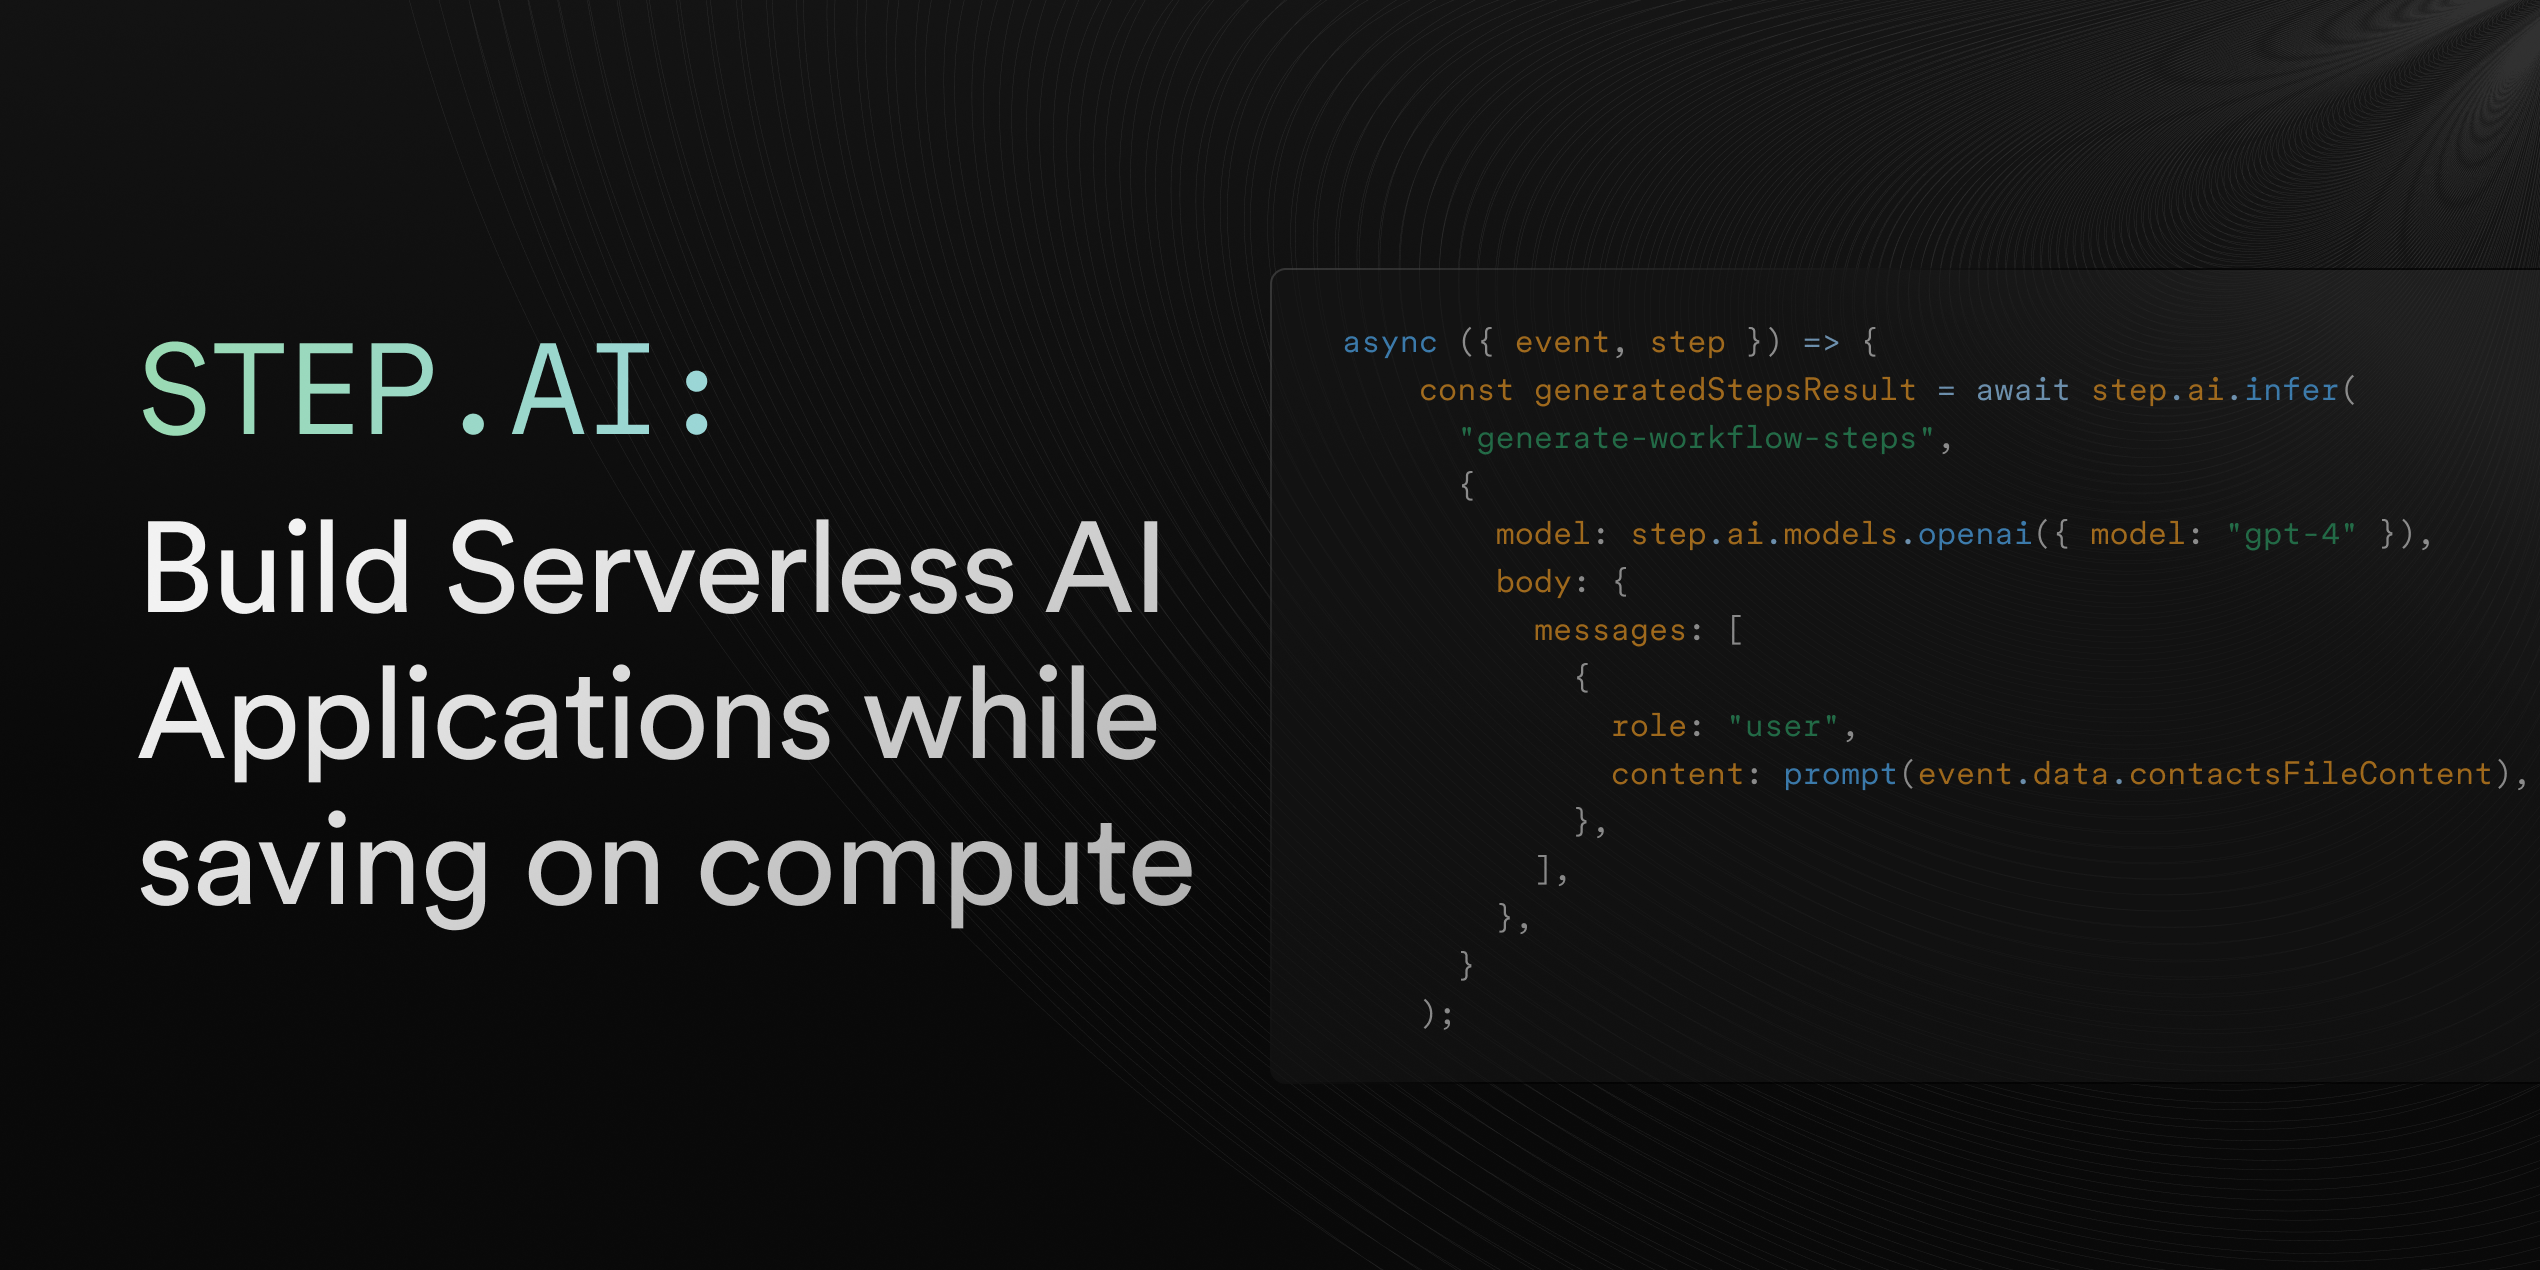 STEP.AI:
Build Serverless AI
Applications while
saving on compute
async ({ event, step }) => {
    const generatedStepsResult = await step.ai.infer(
      "generate-workflow-steps",
      {
        model: step.ai.models.openai({ model: "gpt-4" }),
        body: {
          messages: [
            {
              role: "user",
              content: prompt(event.data.contactsFileContent),
            },
          ],
        },
      }
    );